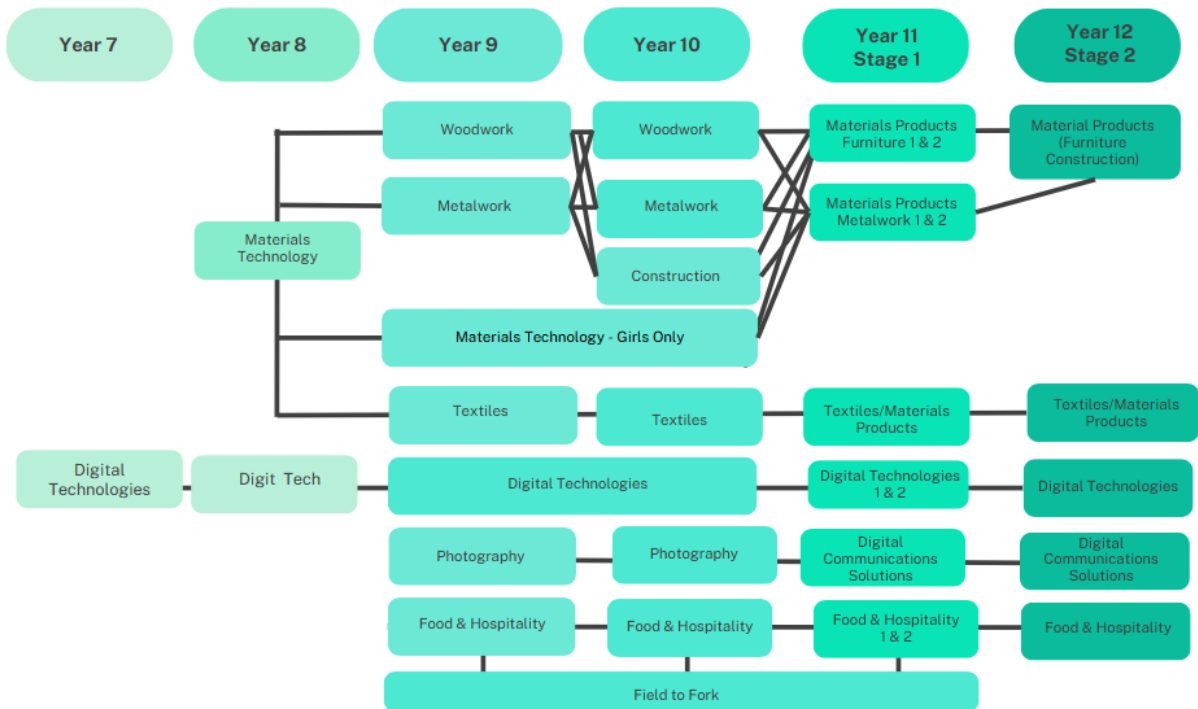 Year 7
Year 8
Year 9
Year 10
Year 11
Stage 1
Year 12
Stage 2
Woodwork
Woodwork
Materials Products
Furniture 1 & 2
Material Products
(Furniture
Construction)
Metalwork
Metalwork
Materials Products
Metalwork 1 & 2
Materials
Technology
Construction
Materials Technology - Girls Only
Textiles
Textiles
Textiles/Materials
Products
Textiles/Materials
Products
Digital
Technologies
Digit Tech
Digital Technologies
Digital Technologies
1 & 2
Digital Technologies
Photography
Photography
Digital
Communications
Solutions
Digital
Communications
Solutions
Food & Hospitality
Food & Hospitality
Food & Hospitality
1 & 2
Food & Hospitality
Field to Fork